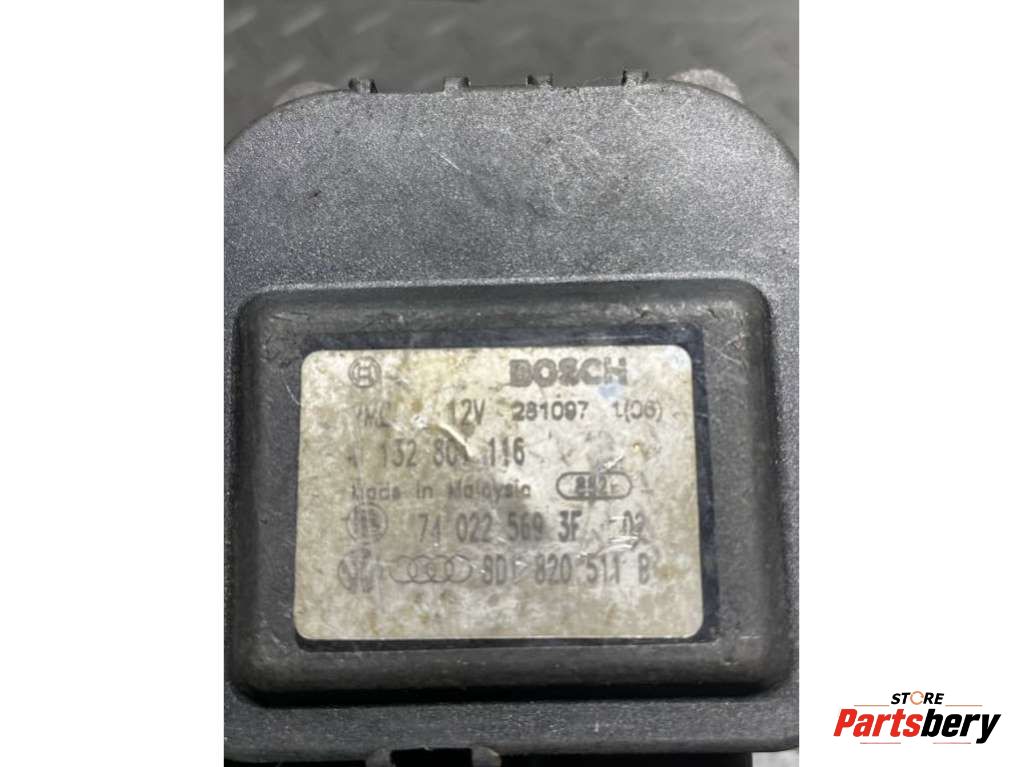 BOSCH
12V 281097 1(06)
132 801 116
Made in Malaysia
74 022 569 3F 02
8D1 820 511 B
STORE
Partsbery